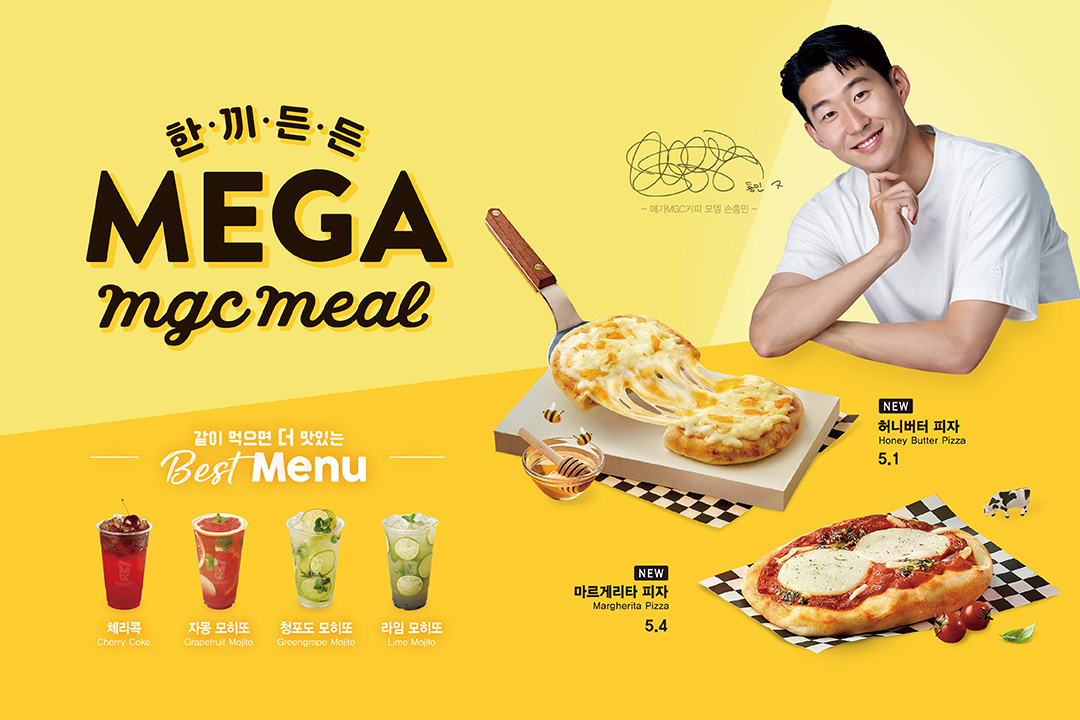 한·끼·든·든
MEGA
mgc meal
흥민 7
– 메가MGC커피 모델 손흥민 –
NEW
허니버터 피자
Honey Butter Pizza
5.1
같이 먹으면 더 맛있는
Best Menu
체리콕
Cherry Coke
자몽 모히또
Grapefruit Mojito
청포도 모히또
Greengrape Mojito
라임 모히또
Lime Mojito
NEW
마르게리타 피자
Margherita Pizza
5.4